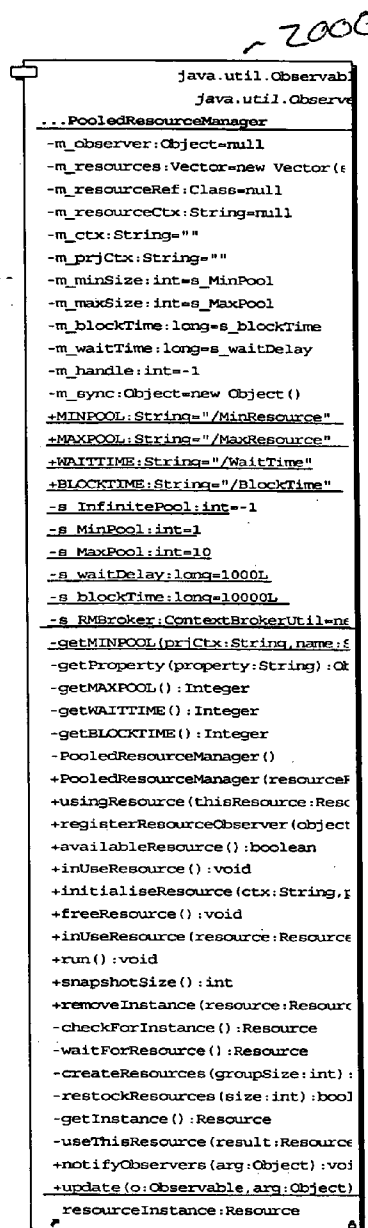 ~ 2000
java.util.Observabl
java.util.Observe
...PooledResourceManager
-m_observer:Object=null
-m_resources:Vector=new Vector(s
-m_resourceRef:Class=null
-m_resourceCtx:String=null
-m_ctx:String=""
-m_prjCtx:String=""
-m_minSize:int=s_MinPool
-m_maxSize:int=s_MaxPool
-m_blockTime:long=s_blockTime
-m_waitTime:long=s_waitDelay
-m_handle:int=-1
-m_sync:Object=new Object()
+MINPOOL:String="/MinResource"
+MAXPOOL:String="/MaxResource"
+WAITTIME:String="/WaitTime"
+BLOCKTIME:String="/BlockTime"
-s_InfinitePool:int=-1
-s_MinPool:int=1
-s_MaxPool:int=10
-s_waitDelay:long=1000L
-s_blockTime:long=10000L
-s_RMBroker:ContextBrokerUtil=ne
-getMINPOOL(prjCtx:String,name:S
-getProperty(property:String):Ob
-getMAXPOOL():Integer
-getWAITTIME():Integer
-getBLOCKTIME():Integer
-PooledResourceManager()
+PooledResourceManager(resourceR
+usingResource(thisResource:Reso
+registerResourceObserver(object
+availableResource():boolean
+inUseResource():void
+initialiseResource(ctx:String,p
+freeResource():void
+inUseResource(resource:Resource
+run():void
+snapshotSize():int
+removeInstance(resource:Resourc
-checkForInstance():Resource
-waitForResource():Resource
-createResources(groupSize:int):
-restockResources(size:int):bool
-getInstance():Resource
-useThisResource(result:Resource
+notifyObservers(arg:Object):voi
+update(o:Observable,arg:Object)
resourceInstance:Resource